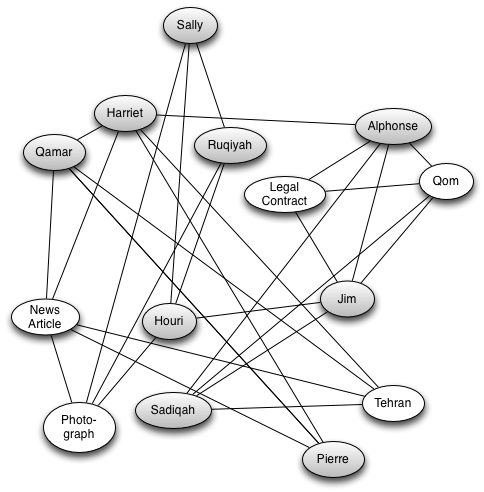 Sally
Harriet
Alphonse
Ruqiyah
Qamar
Qom
Legal
Contract
Jim
News
Article
Houri
Tehran
Sadiqah
Photo-
graph
Pierre